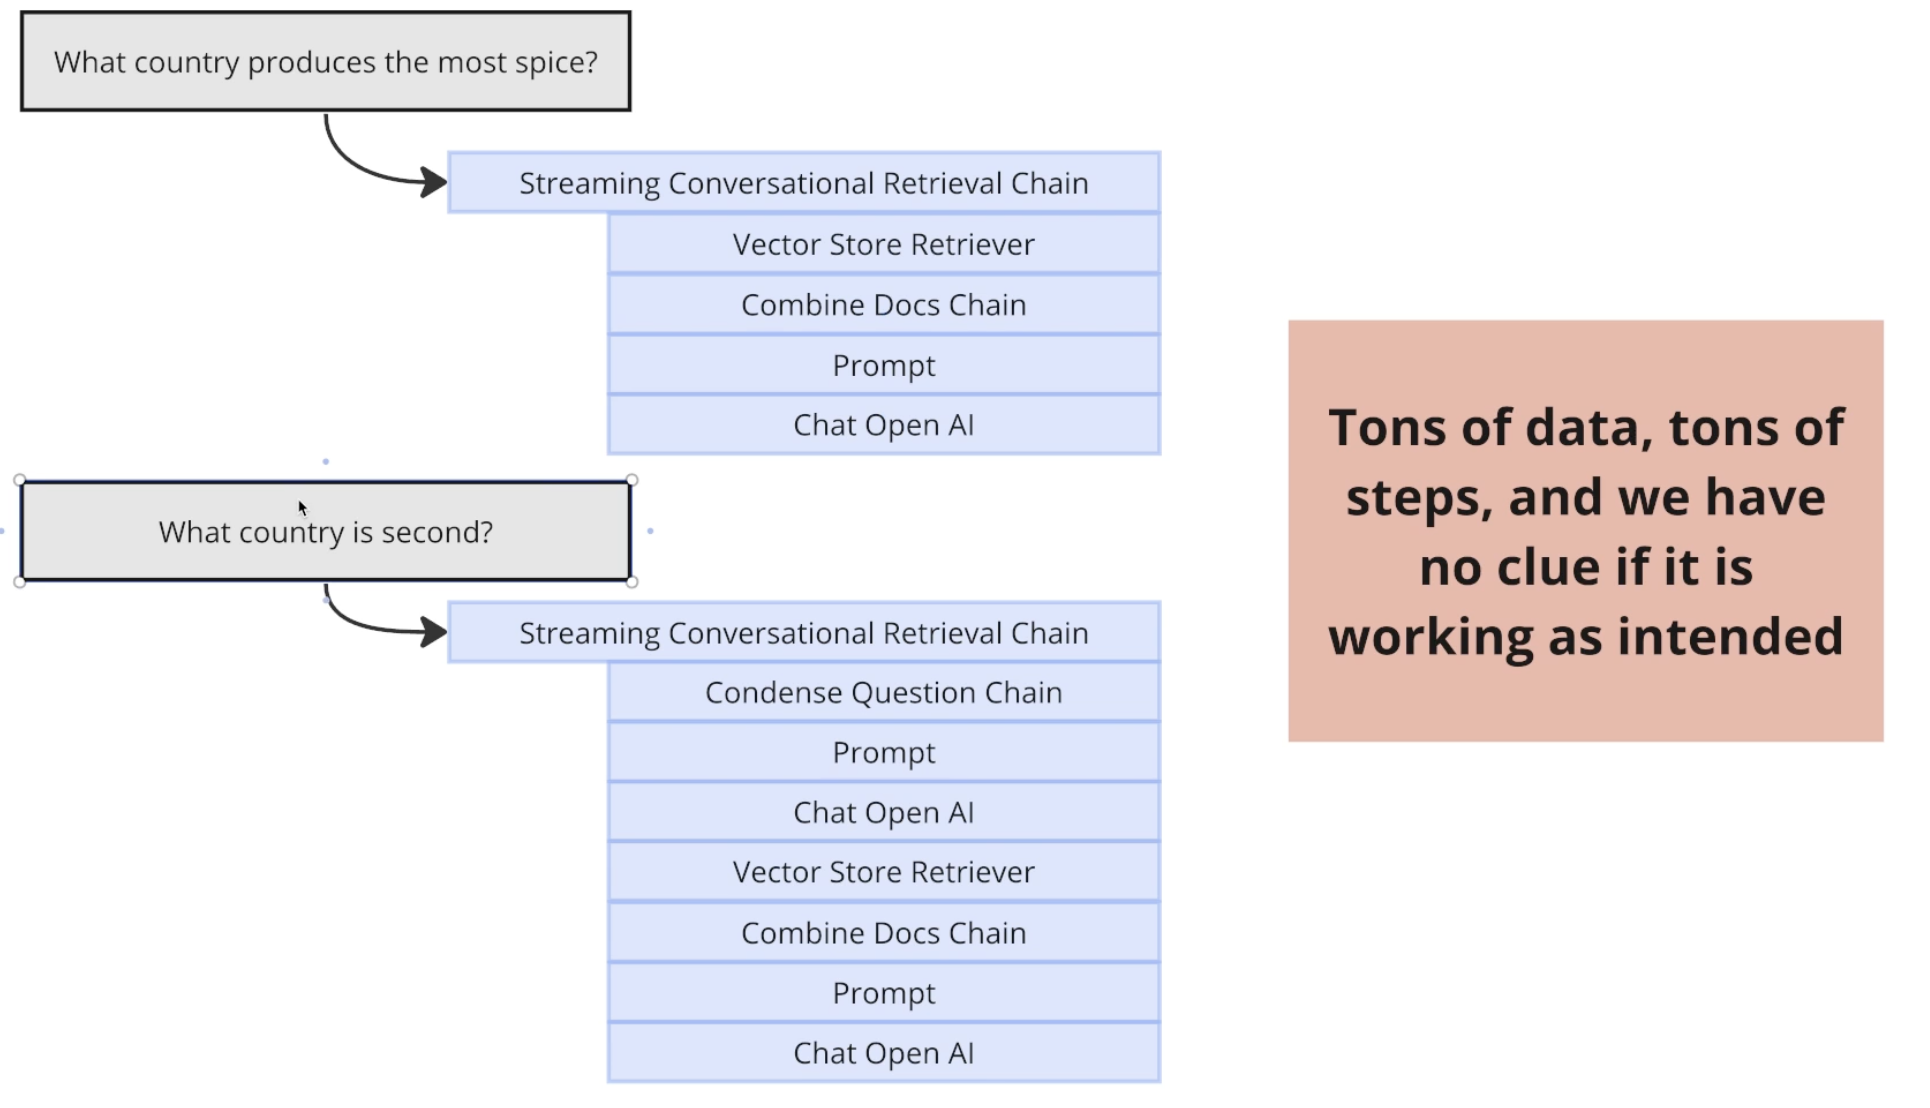 What country produces the most spice?
Streaming Conversational Retrieval Chain
Vector Store Retriever
Combine Docs Chain
Prompt
Chat Open AI
What country is second?
Streaming Conversational Retrieval Chain
Condense Question Chain
Prompt
Chat Open AI
Vector Store Retriever
Combine Docs Chain
Prompt
Chat Open AI
Tons of data, tons of
steps, and we have
no clue if it is
working as intended